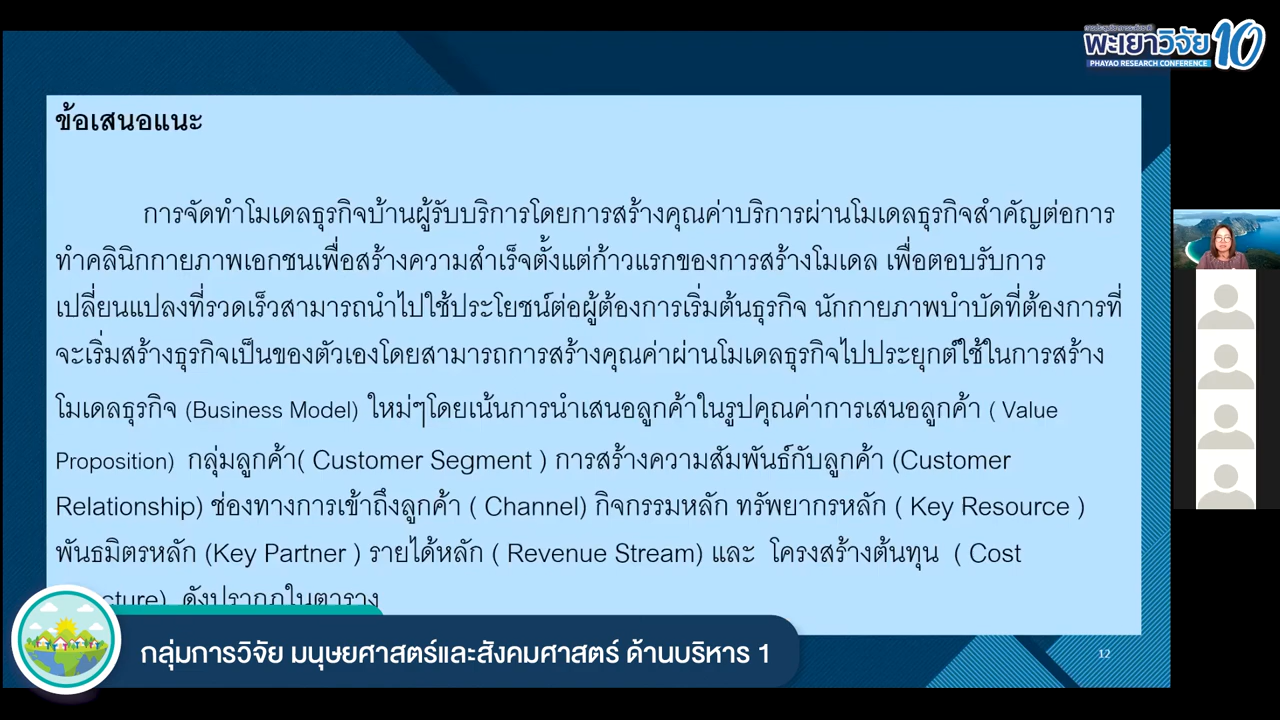 พะเยาวิจัย 10
PHAYAO RESEARCH CONFERENCE
ข้อเสนอแนะ
การจัดทำโมเดลธุรกิจบ้านผู้รับบริการโดยการสร้างคุณค่าบริการผ่านโมเดลธุรกิจสำคัญต่อการ
ทำคลินิกกายภาพเอกชนเพื่อสร้างความสำเร็จตั้งแต่ก้าวแรกของการสร้างโมเดล เพื่อตอบรับการ
เปลี่ยนแปลงที่รวดเร็วสามารถนำไปใช้ประโยชน์ต่อผู้ต้องการเริ่มต้นธุรกิจ นักกายภาพบำบัดที่ต้องการที่
จะเริ่มสร้างธุรกิจเป็นของตัวเองโดยสามารถการสร้างคุณค่าผ่านโมเดลธุรกิจไปประยุกต์ใช้ในการสร้าง
โมเดลธุรกิจ (Business Model) ใหม่ๆโดยเน้นการนำเสนอลูกค้าในรูปคุณค่าการเสนอลูกค้า ( Value
Proposition) กลุ่มลูกค้า( Customer Segment ) การสร้างความสัมพันธ์กับลูกค้า (Customer
Relationship) ช่องทางการเข้าถึงลูกค้า ( Channel) กิจกรรมหลัก ทรัพยากรหลัก ( Key Resource )
พันธมิตรหลัก (Key Partner ) รายได้หลัก ( Revenue Stream) และ โครงสร้างต้นทุน ( Cost
ดังปรากฏในตาราง
กลุ่มการวิจัย มนุษยศาสตร์และสังคมศาสตร์ ด้านบริหาร 1
12